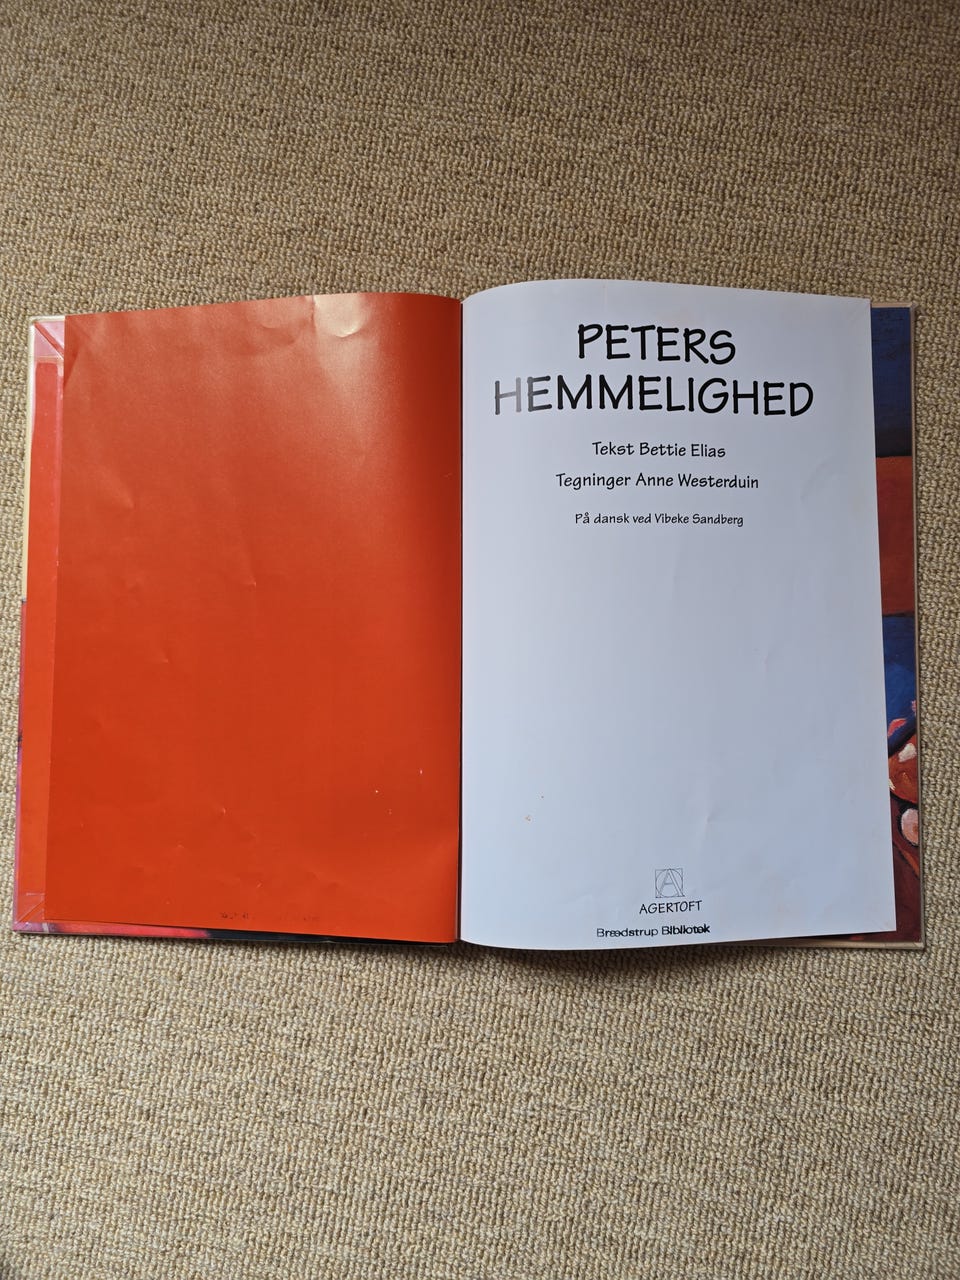 PETERS
HEMMELIGHED
Tekst Bettie Elias
Tegninger Anne Westerduin
På dansk ved Vibeke Sandberg
A
AGERTOFT
Brædstrup Bibliotek